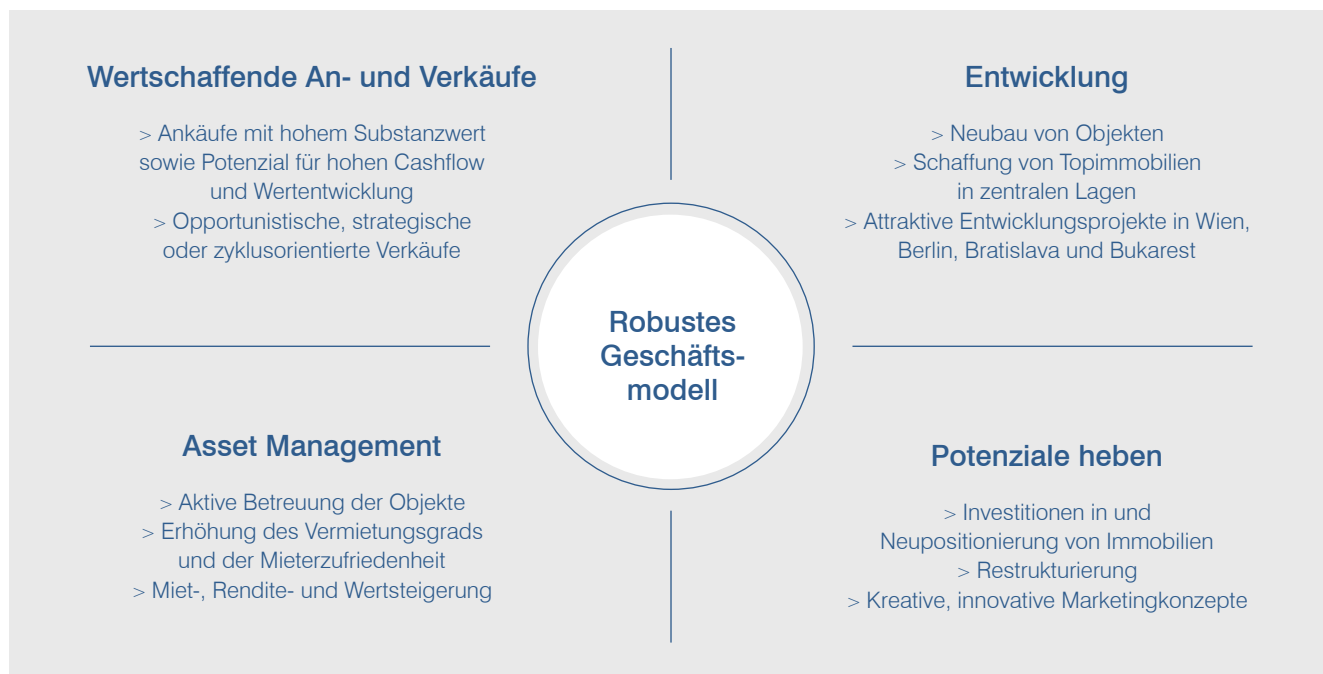 Wertschaffende An- und Verkäufe
> Ankäufe mit hohem Substanzwert
sowie Potenzial für hohen Cashflow
und Wertentwicklung
> Opportunistische, strategische
oder zyklusorientierte Verkäufe
Entwicklung
> Neubau von Objekten
> Schaffung von Topimmobilien
in zentralen Lagen
> Attraktive Entwicklungsprojekte in Wien,
Berlin, Bratislava und Bukarest
Robustes
Geschäfts-
modell
Asset Management
> Aktive Betreuung der Objekte
> Erhöhung des Vermietungsgrads
und der Mieterzufriedenheit
> Miet-, Rendite- und Wertsteigerung
Potenziale heben
> Investitionen in und
Neupositionierung von Immobilien
> Restrukturierung
> Kreative, innovative Marketingkonzepte